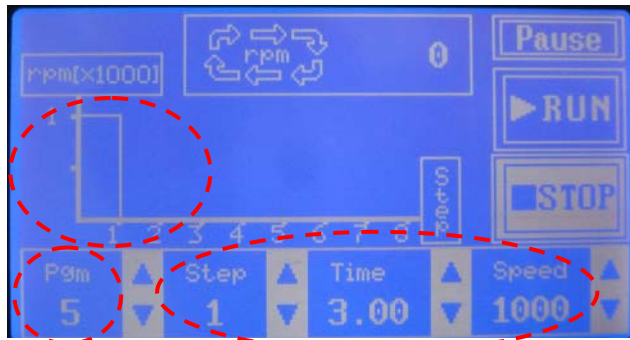 rpm
0
Pause
rpm[×1000]
RUN
1
Step
STOP
1 2 3 4 5 6 7 8
Pgm Step Time Speed
5 1 3.00 1000